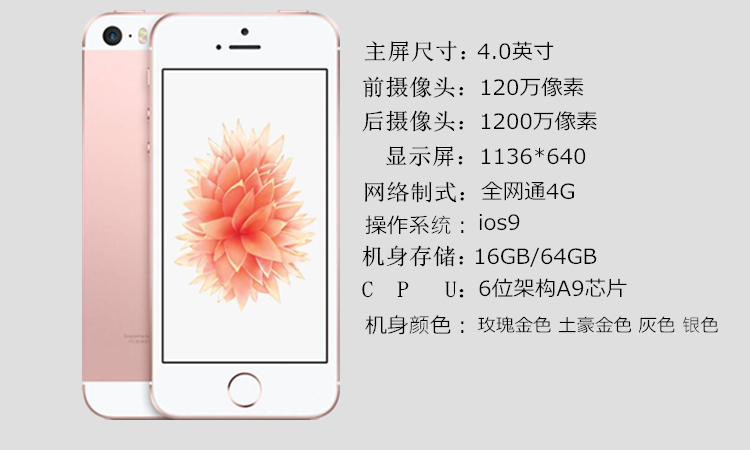 主屏尺寸：4.0英寸
前摄像头：120万像素
后摄像头：1200万像素
显示屏：1136*640
网络制式：全网通4G
操作系统：ios9
机身存储：16GB/64GB
C P U：6位架构A9芯片
机身颜色：玫瑰金色 土豪金色 灰色 银色